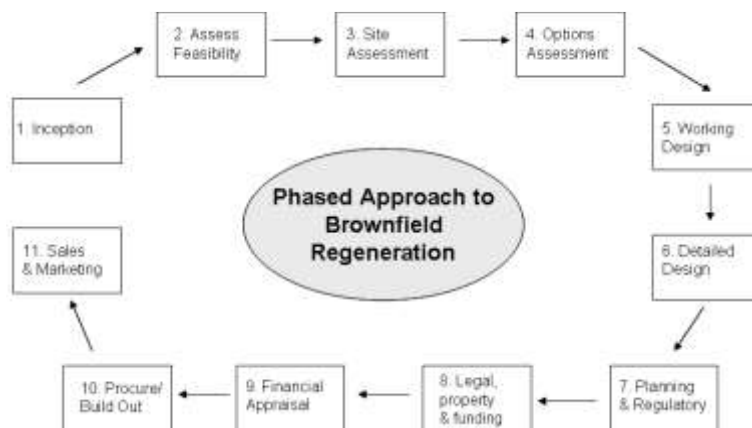 2. Assess
Feasibility
3. Site
Assessment
4. Options
Assessment
1. Inception
5. Working
Design
Phased Approach to
Brownfield
Regeneration
11. Sales
& Marketing
6. Detailed
Design
10. Procure/
Build Out
9. Financial
Appraisal
8. Legal,
property
& funding
7. Planning
& Regulatory